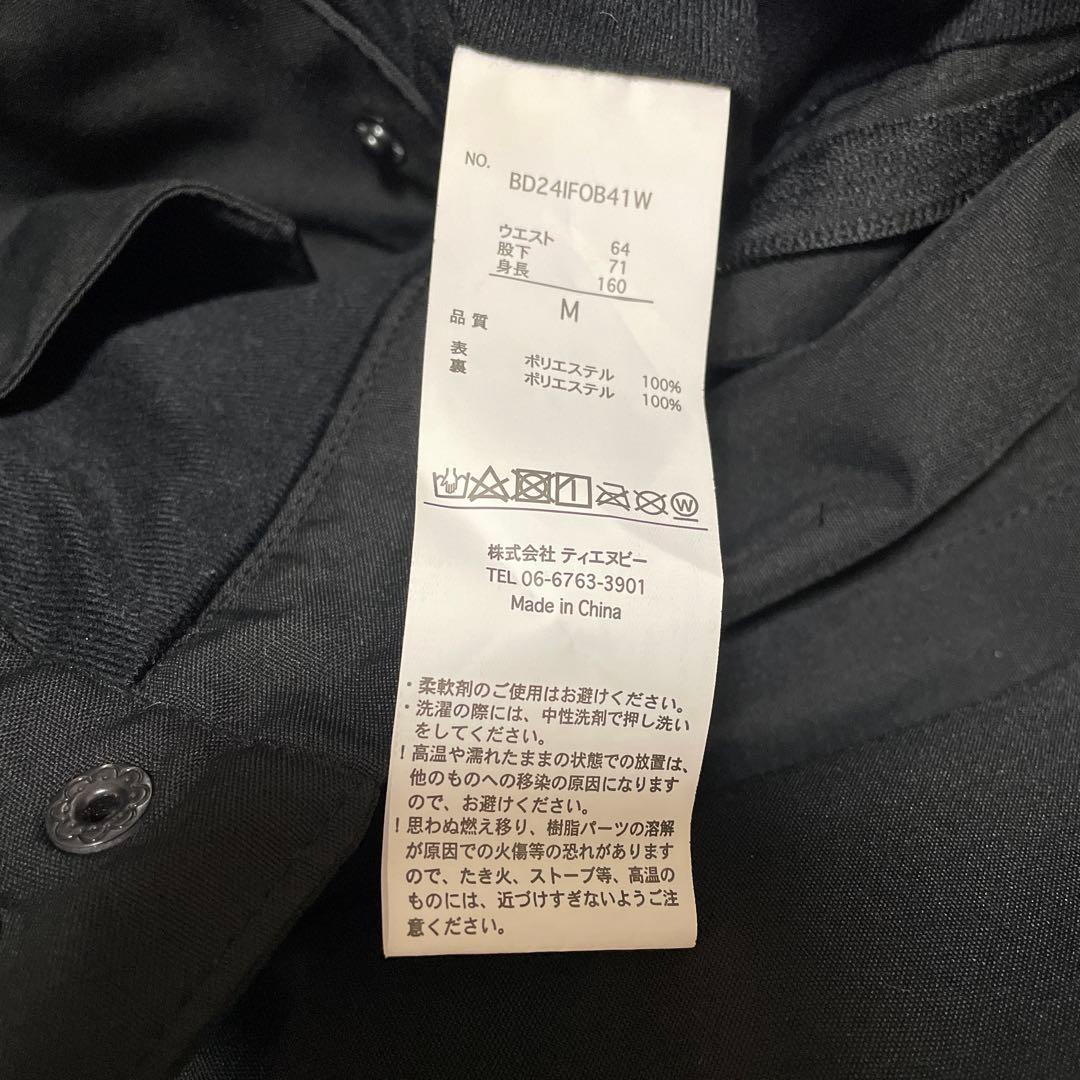 NO. BD24IFOB41W
ウエスト 64
股下 71
身長 160
M
品質
表 ポリエステル 100%
裏 ポリエステル 100%
W
株式会社 ティエヌビー
TEL 06-6763-3901
Made in China
・柔軟剤のご使用はお避けください。
・洗濯の際には、中性洗剤で押し洗い
をしてください。
！高温や濡れたままの状態での放置は、
他のものへの移染の原因になります
ので、お避けください。
！思わぬ燃え移り、樹脂パーツの溶解
が原因での火傷等の恐れがあります
ので、たき火、ストーブ等、高温の
ものには、近づけすぎないようご注
意ください。